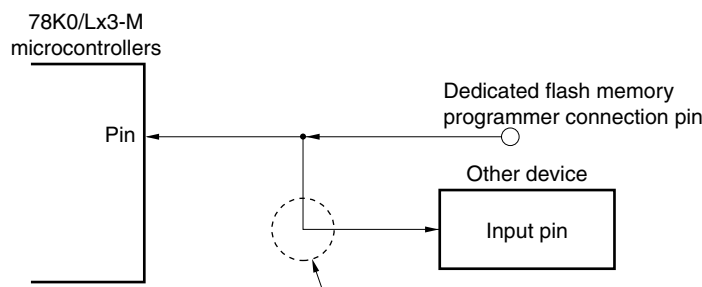 78K0/Lx3-M
microcontrollers
Pin
Dedicated flash memory
programmer connection pin
Other device
Input pin